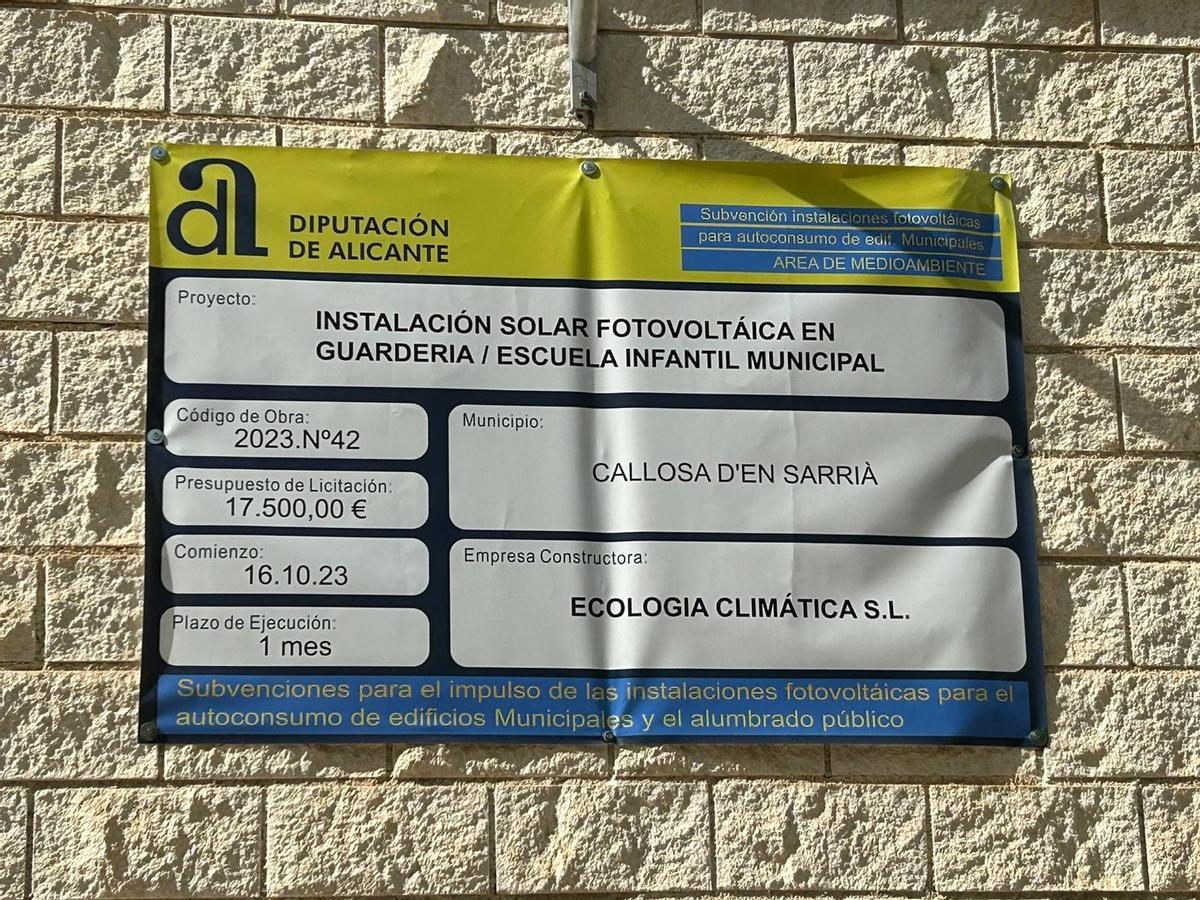 al
DIPUTACIÓN
DE ALICANTE
Subvención instalaciones fotovoltáicas
para autoconsumo de edif. Municipales
AREA DE MEDIOAMBIENTE
Proyecto:
INSTALACIÓN SOLAR FOTOVOLTÁICA EN
GUARDERIA / ESCUELA INFANTIL MUNICIPAL
Código de Obra:
2023.Nº42
Presupuesto de Licitación:
17.500,00 €
Comienzo:
16.10.23
Plazo de Ejecución:
1 mes
Municipio:
CALLOSA D'EN SARRIÀ
Empresa Constructora:
ECOLOGIA CLIMÁTICA S.L.
Subvenciones para el impulso de las instalaciones fotovoltáicas para el
autoconsumo de edificios Municipales y el alumbrado público